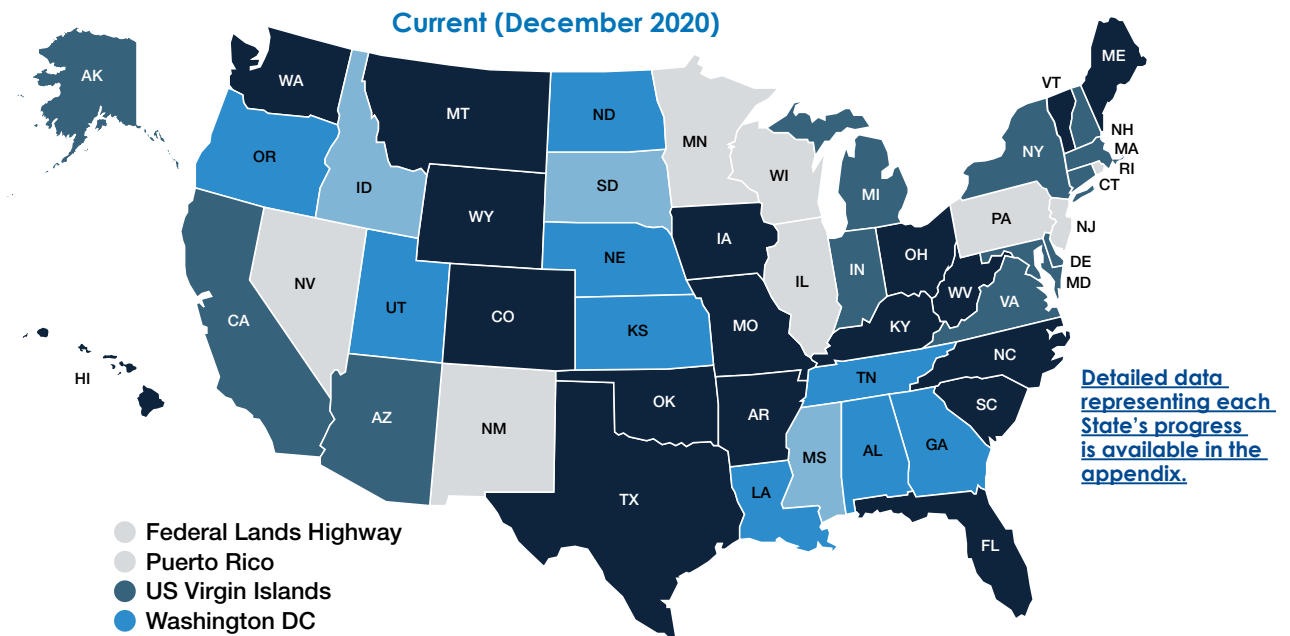 Current (December 2020)
AK
WA
MT
ND
MN
VT
ME
OR
ID
SD
WI
MI
NY
NH
MA
RI
CT
WY
IA
PA
NJ
NV
UT
NE
IL
IN
OH
DE
MD
WV
VA
CA
CO
KS
MO
KY
HI
AZ
NM
OK
AR
TN
NC
SC
MS
AL
GA
TX
LA
FL
Detailed data
representing each
State's progress
is available in the
appendix.
Federal Lands Highway
Puerto Rico
US Virgin Islands
Washington DC